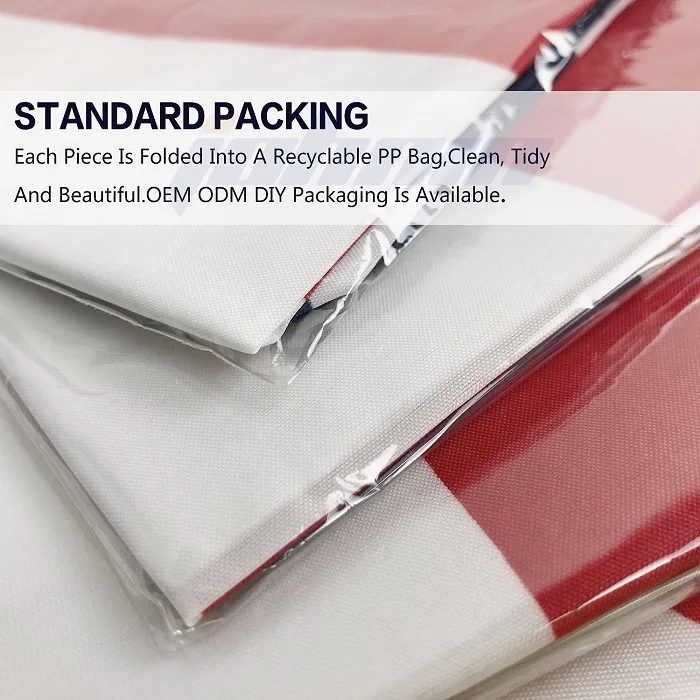 STANDARD PACKING
Each Piece Is Folded Into A Recyclable PP Bag,Clean, Tidy
And Beautiful.OEM ODM DIY Packaging Is Available.